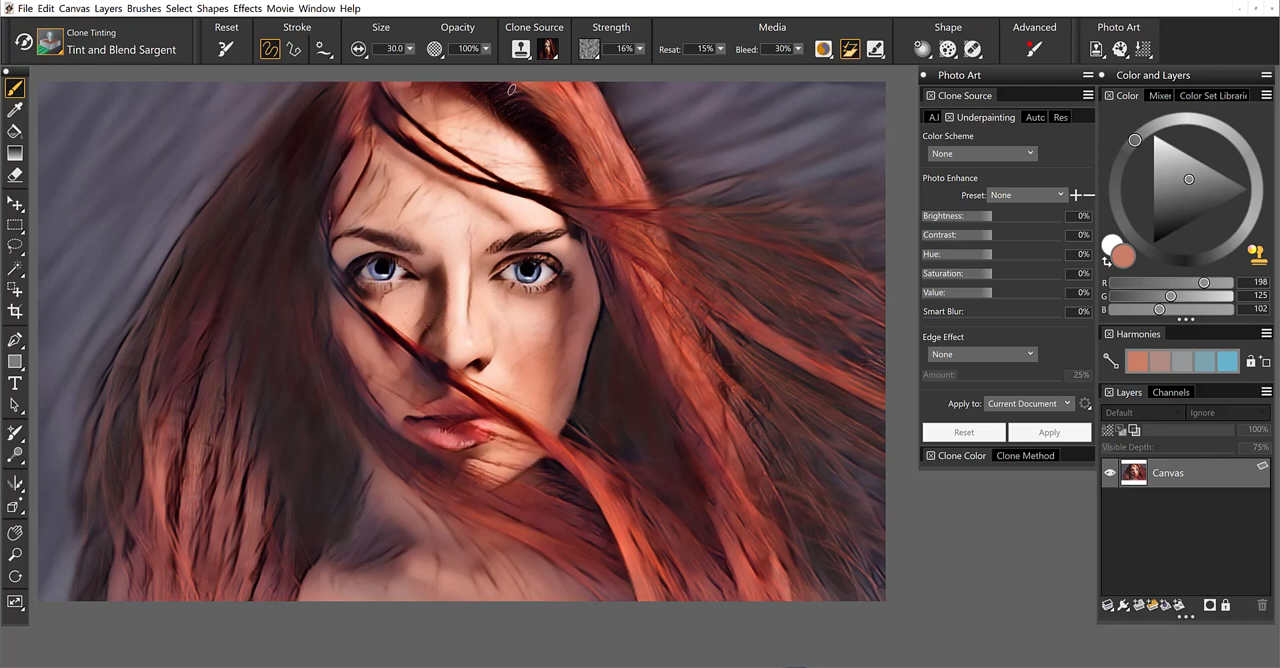 File Edit Canvas Layers Brushes Select Shapes Effects Movie Window Help
Clone Tinting
Tint and Blend Sargent
Reset
Stroke
Size
30.0
Opacity
100%
Clone Source
Strength
16%
Media
Resat: 15%
Bleed: 30%
Shape
Advanced
Photo Art
Photo Art
Clone Source
A.I Underpainting Autc Res
Color Scheme
None
Photo Enhance
Preset: None
Brightness: 0%
Contrast: 0%
Hue: 0%
Saturation: 0%
Value: 0%
Smart Blur: 0%
Edge Effect
None
Amount: 25%
Apply to: Current Document
Reset Apply
Clone Color Clone Method
Color and Layers
Color Mixe Color Set Librari
R 198
G 125
B 102
Harmonies
Layers Channels
Default Ignore
100%
Visible Depth: 75%
Canvas